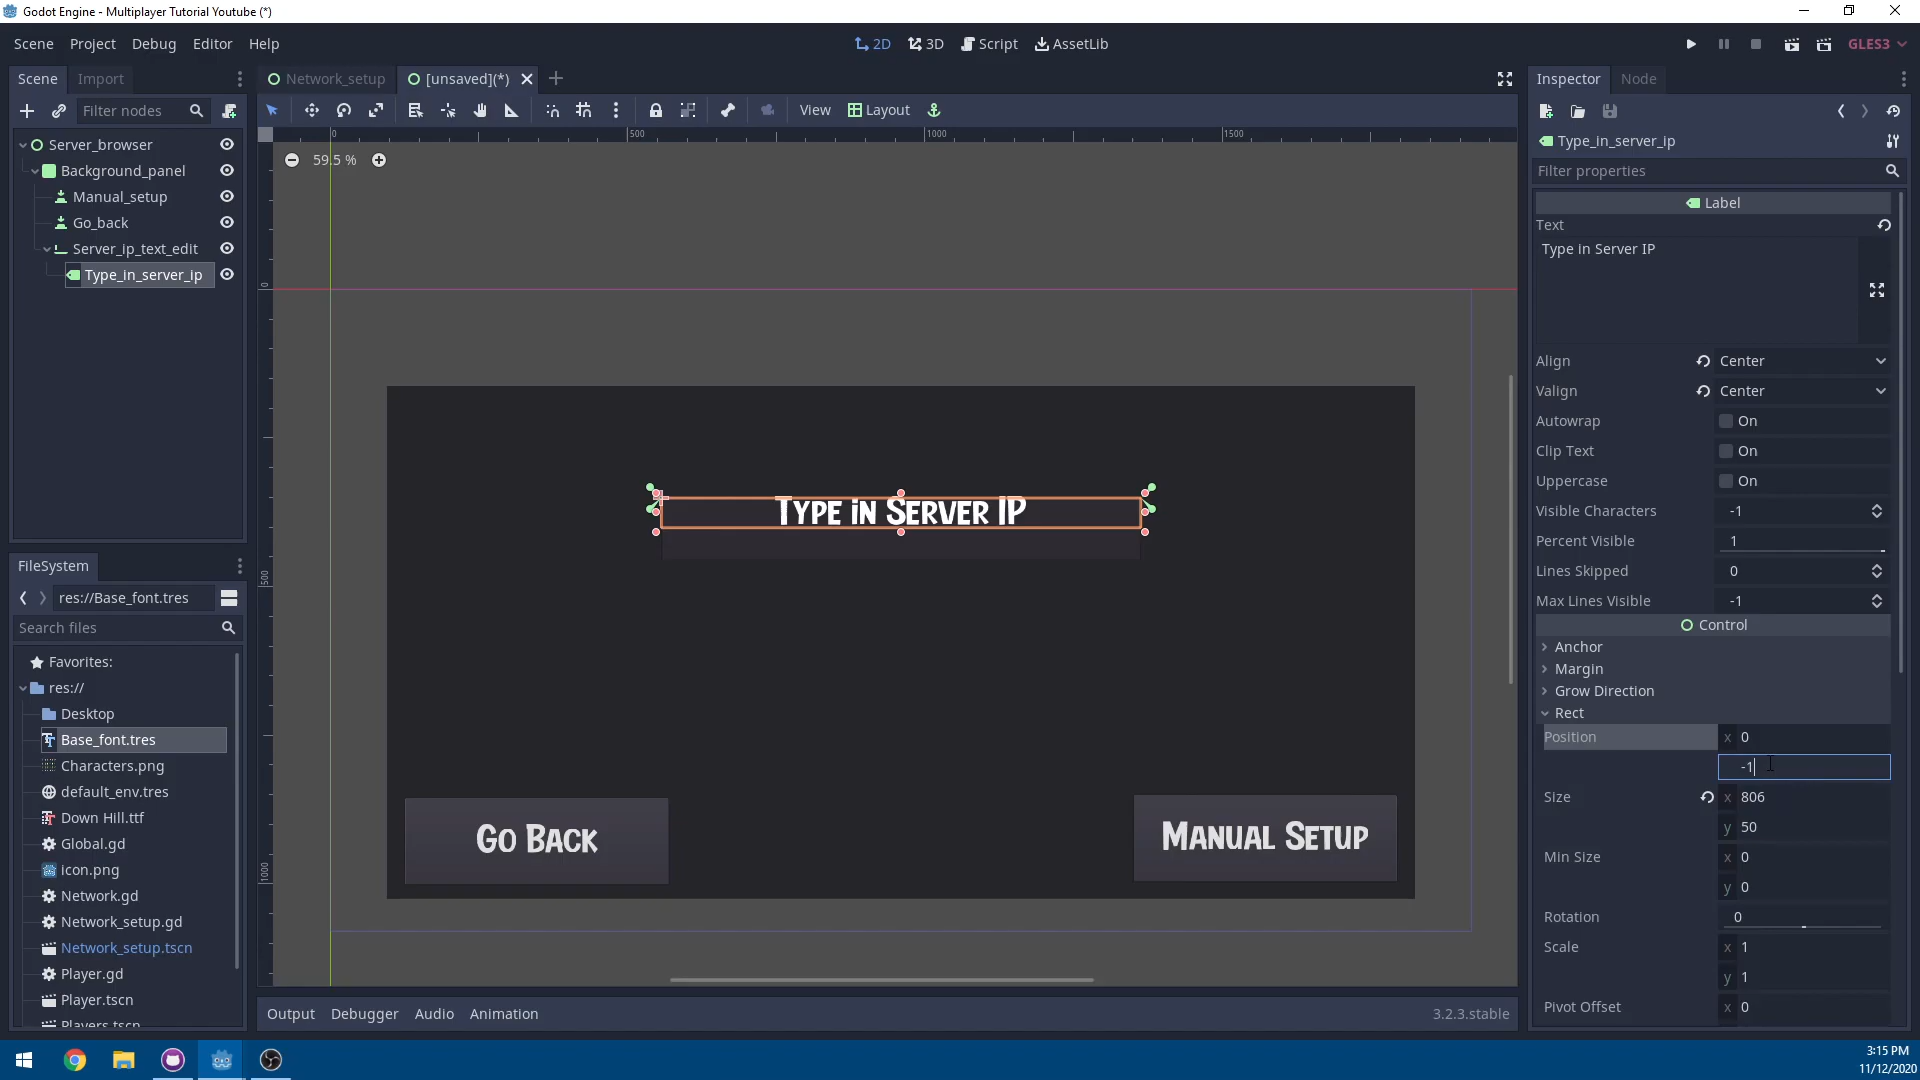 Godot Engine - Multiplayer Tutorial Youtube (*)
Scene Project Debug Editor Help
2D 3D Script AssetLib
GLES3
Scene Import
Network_setup [unsaved](*)
Inspector Node
Filter nodes
View Layout
Server_browser
Background_panel
Manual_setup
Go_back
Server_ip_text_edit
Type_in_server_ip
0 500 1000 1500
59.5 %
0
500
1000
Type in Server IP
Go Back
Manual Setup
Type_in_server_ip
Filter properties
Label
Text
Type in Server IP
Align Center
Valign Center
Autowrap On
Clip Text On
Uppercase On
Visible Characters -1
Percent Visible 1
Lines Skipped 0
Max Lines Visible -1
Control
Anchor
Margin
Grow Direction
Rect
Position x 0
-1
Size x 806
y 50
Min Size x 0
y 0
Rotation 0
Scale x 1
y 1
Pivot Offset x 0
FileSystem
res://Base_font.tres
Search files
Favorites:
res://
Desktop
Base_font.tres
Characters.png
default_env.tres
Down Hill.ttf
Global.gd
icon.png
Network.gd
Network_setup.gd
Network_setup.tscn
Player.gd
Player.tscn
Players.tscn
Output Debugger Audio Animation
3.2.3.stable
3:15 PM
11/12/2020